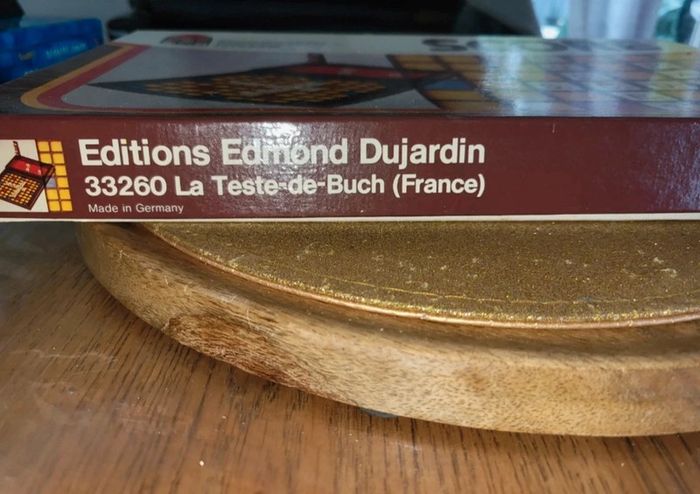 Editions Edmond Dujardin
33260 La Teste-de-Buch (France)
Made in Germany